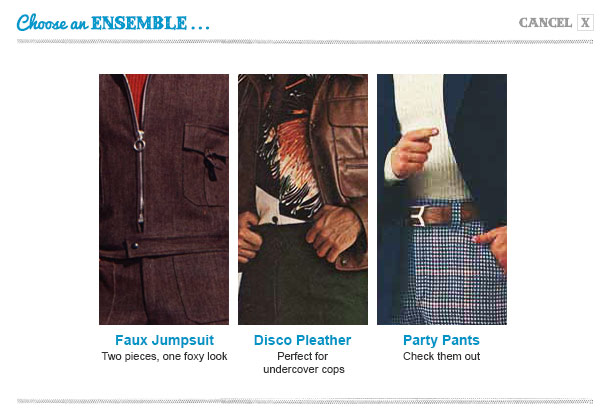 Choose an ENSEMBLE...
CANCEL X
Faux Jumpsuit
Two pieces, one foxy look
Disco Pleather
Perfect for
undercover cops
Party Pants
Check them out